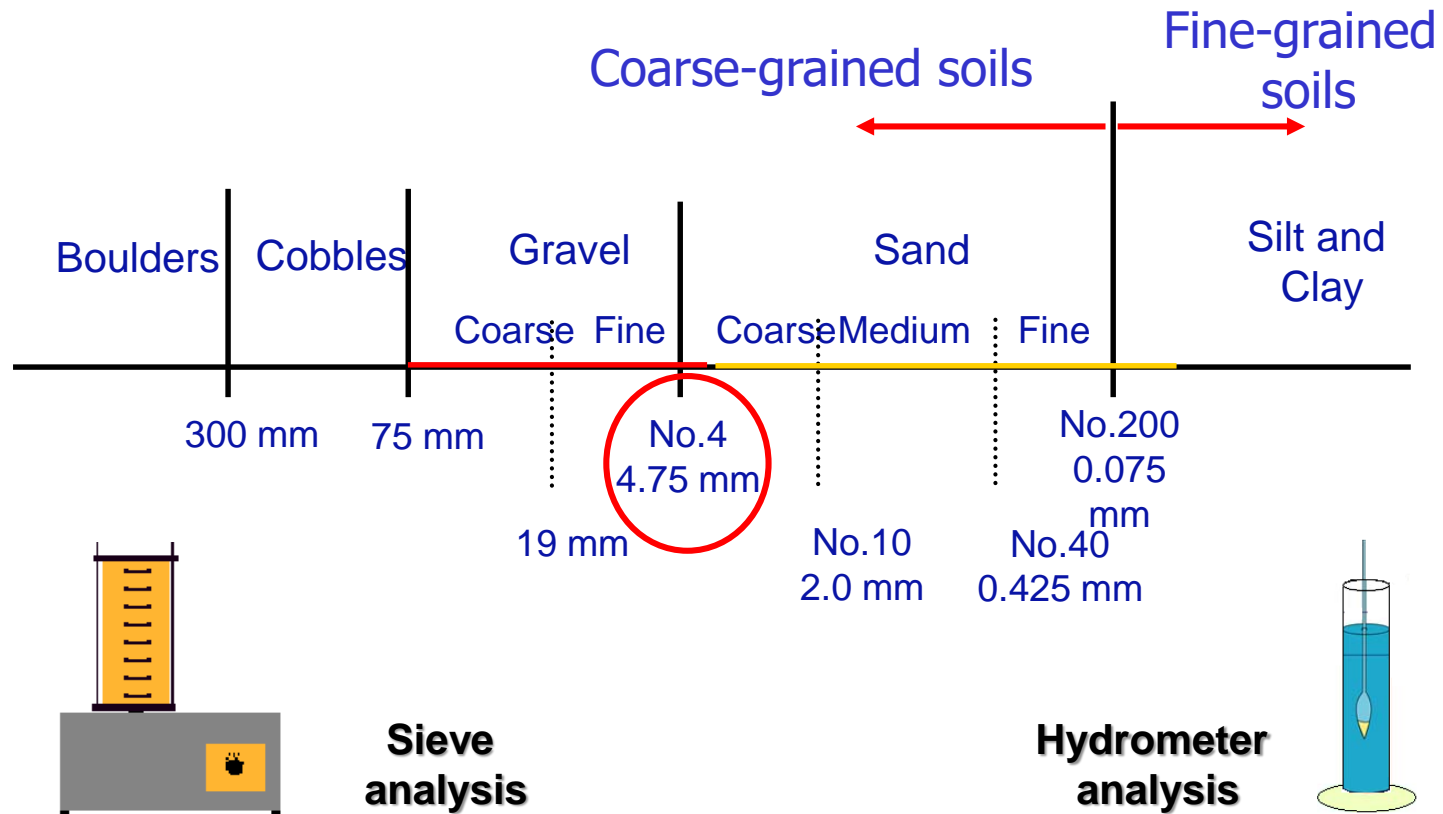 Coarse-grained soils
Fine-grained
soils
Boulders
Cobbles
Gravel
Sand
Silt and
Clay
Coarse Fine
CoarseMedium
Fine
300 mm
75 mm
No.4
4.75 mm
No.200
0.075
mm
19 mm
No.10
2.0 mm
No.40
0.425 mm
Sieve
analysis
Hydrometer
analysis